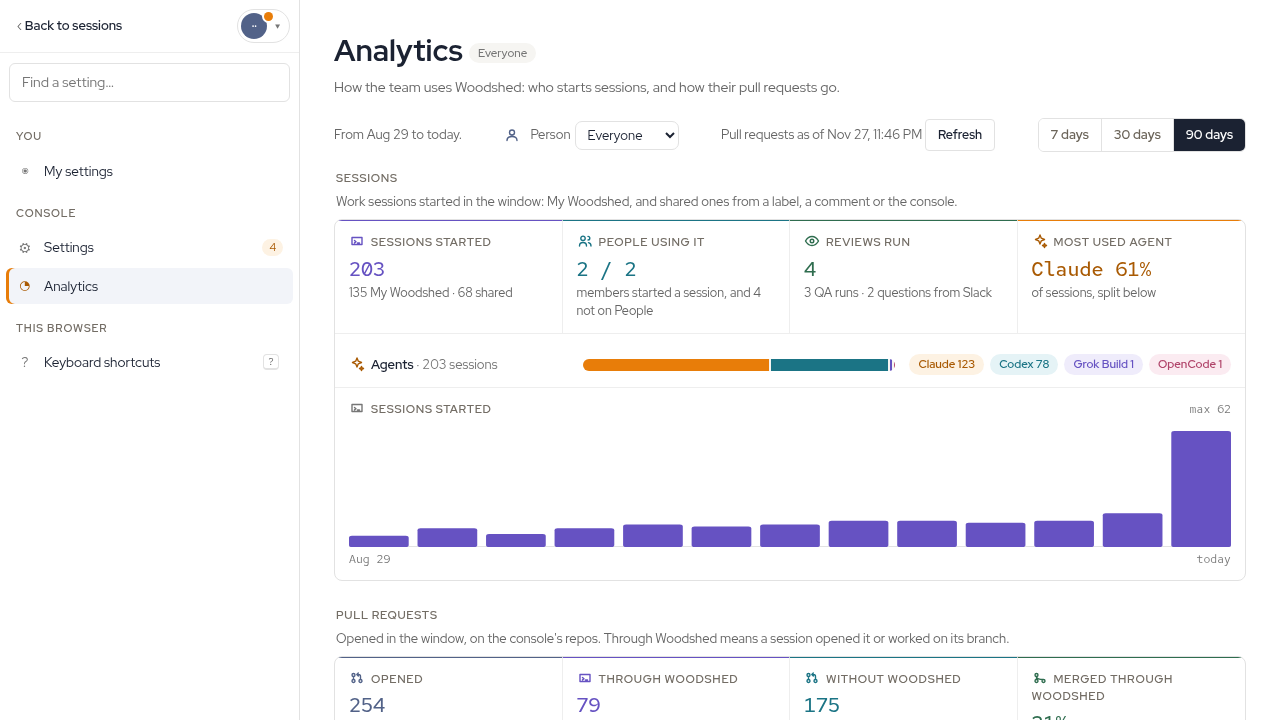 ‹ Back to sessions
Find a setting...
YOU
My settings
CONSOLE
Settings 4
Analytics
THIS BROWSER
? Keyboard shortcuts ?
Analytics Everyone
How the team uses Woodshed: who starts sessions, and how their pull requests go.
From Aug 29 to today. Person Everyone Pull requests as of Nov 27, 11:46 PM Refresh 7 days 30 days 90 days
SESSIONS
Work sessions started in the window: My Woodshed, and shared ones from a label, a comment or the console.
SESSIONS STARTED
203
135 My Woodshed · 68 shared
PEOPLE USING IT
2 / 2
members started a session, and 4
not on People
REVIEWS RUN
4
3 QA runs · 2 questions from Slack
MOST USED AGENT
Claude 61%
of sessions, split below
Agents · 203 sessions Claude 123 Codex 78 Grok Build 1 OpenCode 1
SESSIONS STARTED max 62
Aug 29 today
PULL REQUESTS
Opened in the window, on the console's repos. Through Woodshed means a session opened it or worked on its branch.
OPENED
254
THROUGH WOODSHED
79
WITHOUT WOODSHED
175
MERGED THROUGH
WOODSHED